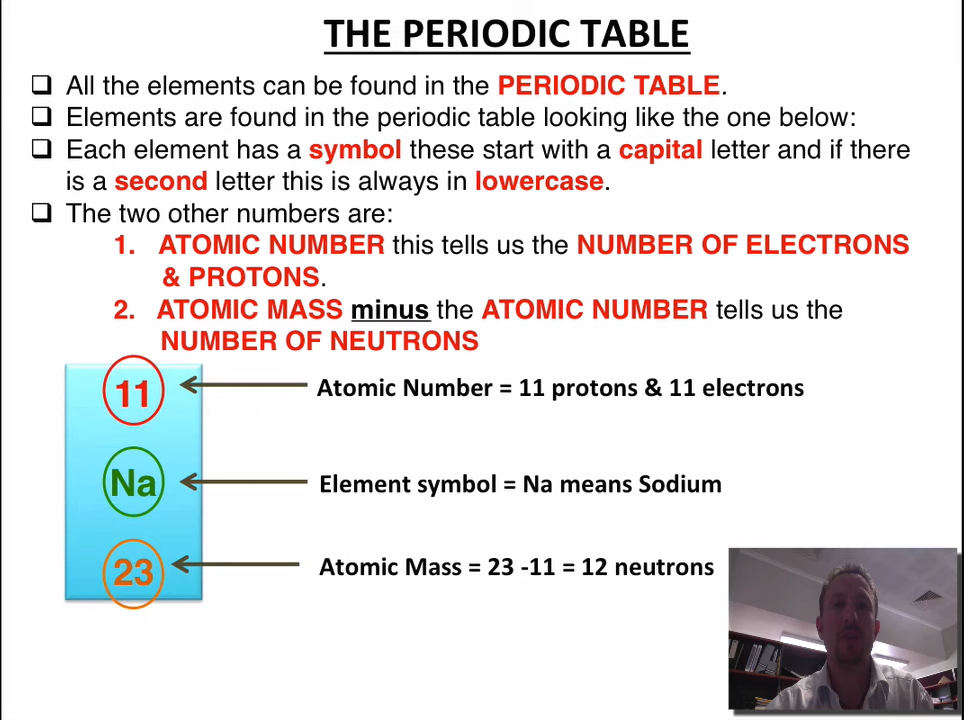 THE PERIODIC TABLE
All the elements can be found in the PERIODIC TABLE.
Elements are found in the periodic table looking like the one below:
Each element has a symbol these start with a capital letter and if there
is a second letter this is always in lowercase.
The two other numbers are:
1. ATOMIC NUMBER this tells us the NUMBER OF ELECTRONS
& PROTONS.
2. ATOMIC MASS minus the ATOMIC NUMBER tells us the
NUMBER OF NEUTRONS
11
Atomic Number = 11 protons & 11 electrons
Na
Element symbol = Na means Sodium
23
Atomic Mass = 23 -11 = 12 neutrons